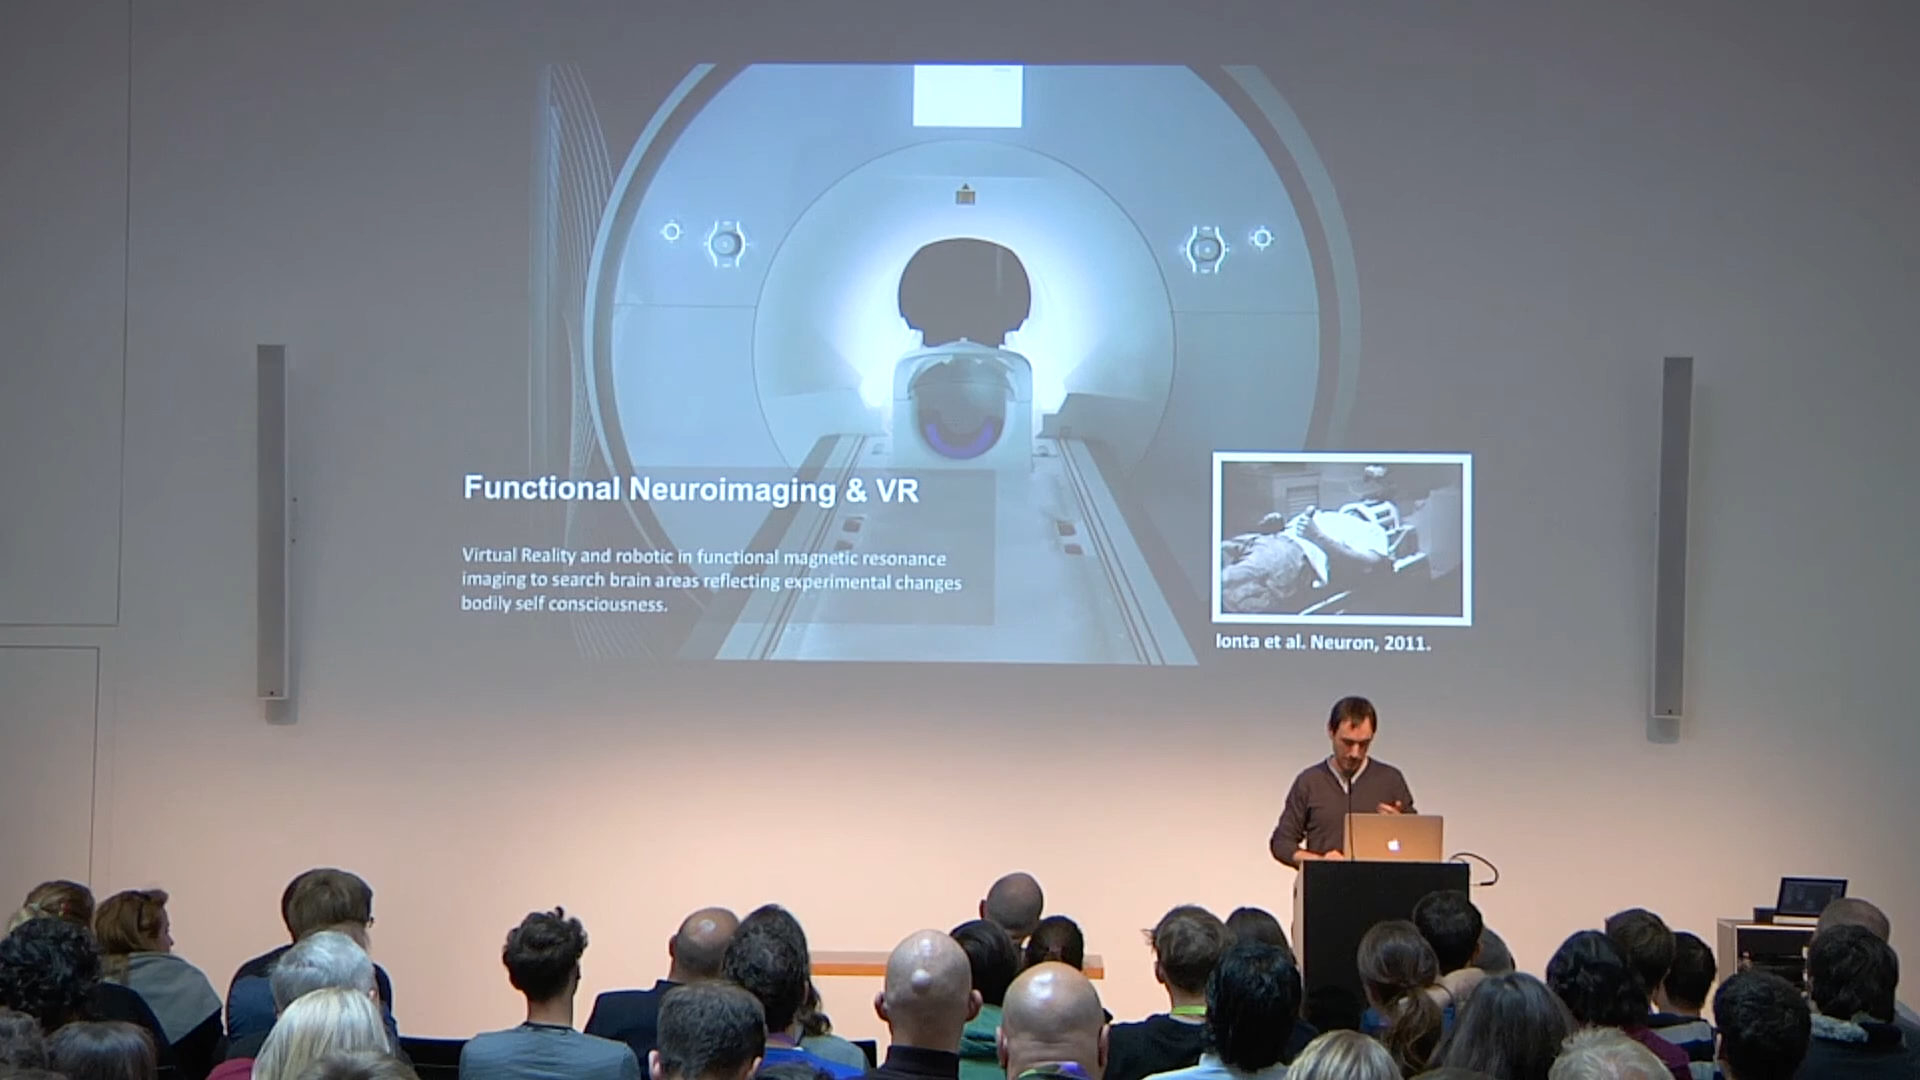 Functional Neuroimaging & VR
Virtual Reality and robotic in functional magnetic resonance
imaging to search brain areas reflecting experimental changes
bodily self consciousness.
Ionta et al. Neuron, 2011.